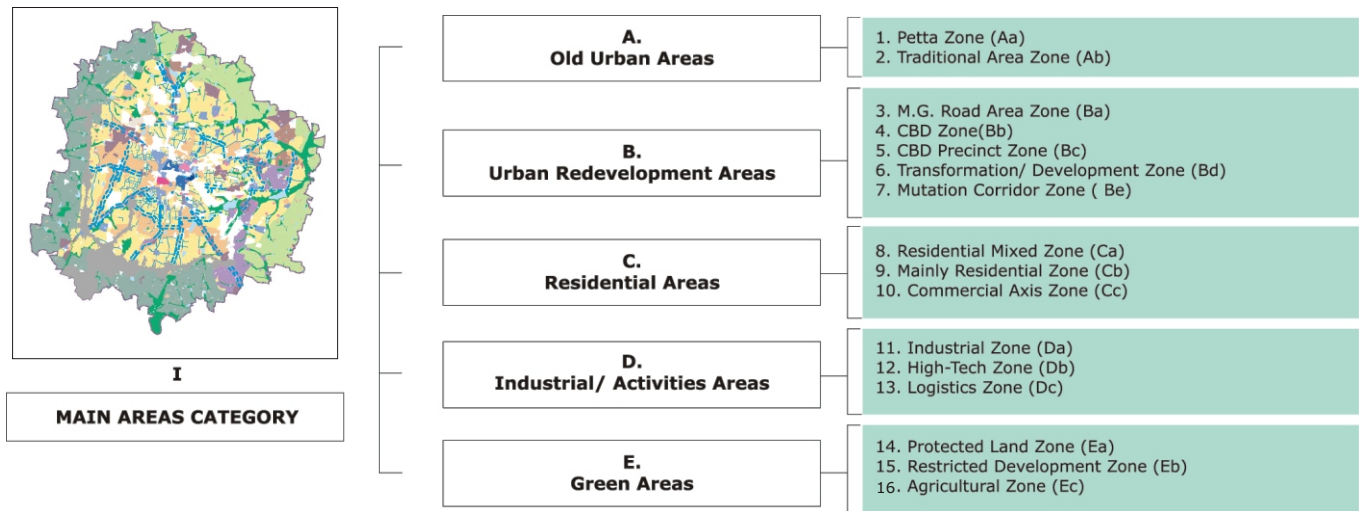 I
MAIN AREAS CATEGORY
A.
Old Urban Areas
1. Petta Zone (Aa)
2. Traditional Area Zone (Ab)
B.
Urban Redevelopment Areas
3. M.G. Road Area Zone (Ba)
4. CBD Zone(Bb)
5. CBD Precinct Zone (Bc)
6. Transformation/ Development Zone (Bd)
7. Mutation Corridor Zone ( Be)
C.
Residential Areas
8. Residential Mixed Zone (Ca)
9. Mainly Residential Zone (Cb)
10. Commercial Axis Zone (Cc)
D.
Industrial/ Activities Areas
11. Industrial Zone (Da)
12. High-Tech Zone (Db)
13. Logistics Zone (Dc)
E.
Green Areas
14. Protected Land Zone (Ea)
15. Restricted Development Zone (Eb)
16. Agricultural Zone (Ec)